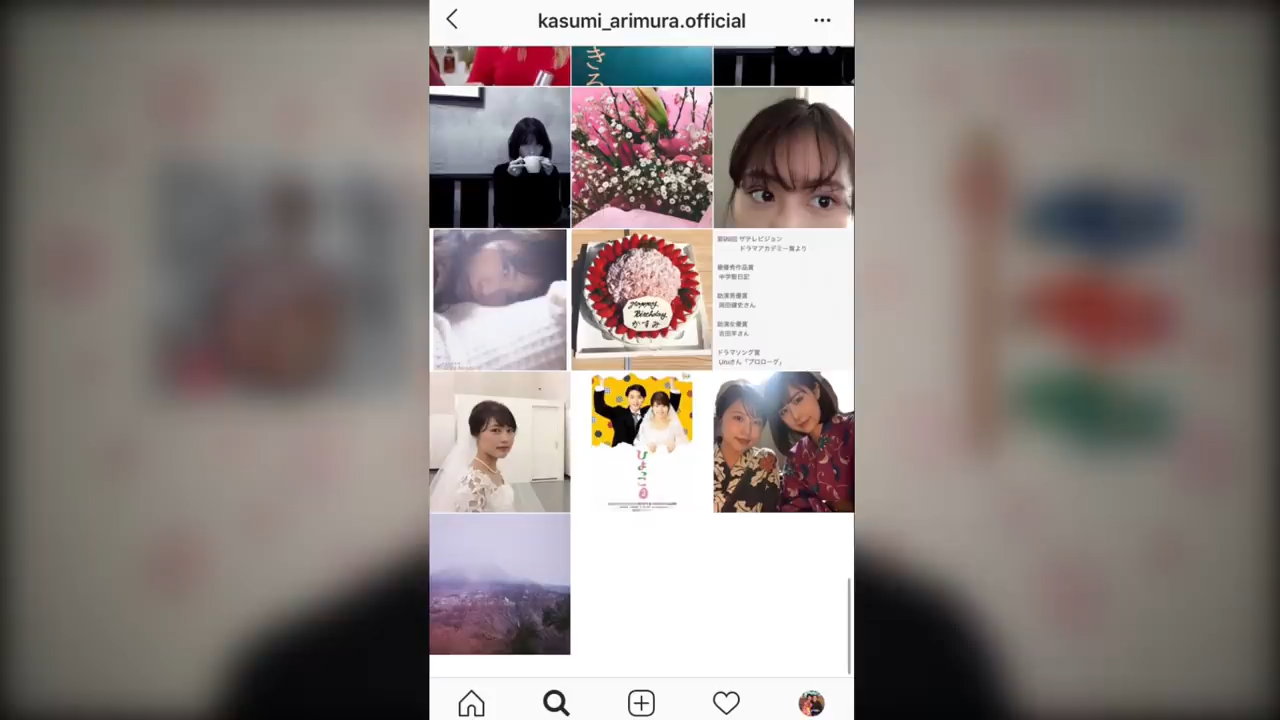 kasumi_arimura.official
きろ
Happy
Birthday
かすみ
ザテレビジョン
ドラマアカデミー賞より
最優秀作品賞
中学聖日記
助演男優賞
岡田健史さん
助演女優賞
吉田羊さん
ドラマソング賞
Uruさん「プロローグ」
ひよっこ2